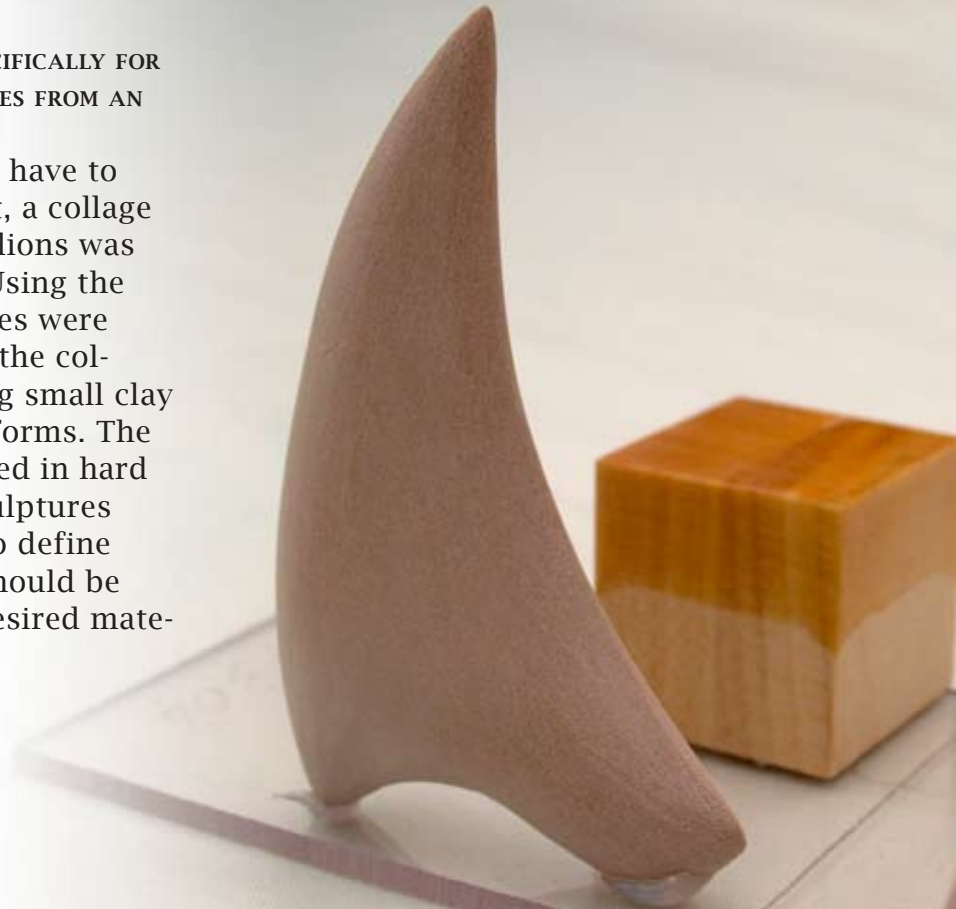 CIFICALLY FOR
ES FROM AN
have to
, a collage
lions was
Using the
es were
the col-
g small clay
forms. The
ed in hard
ulptures
o define
hould be
esired mate-